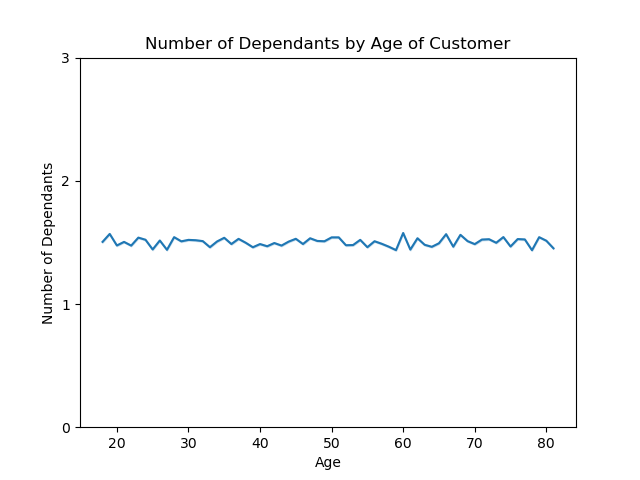 Number of Dependants by Age of Customer
3
2
1
0
Number of Dependants
20 30 40 50 60 70 80
Age